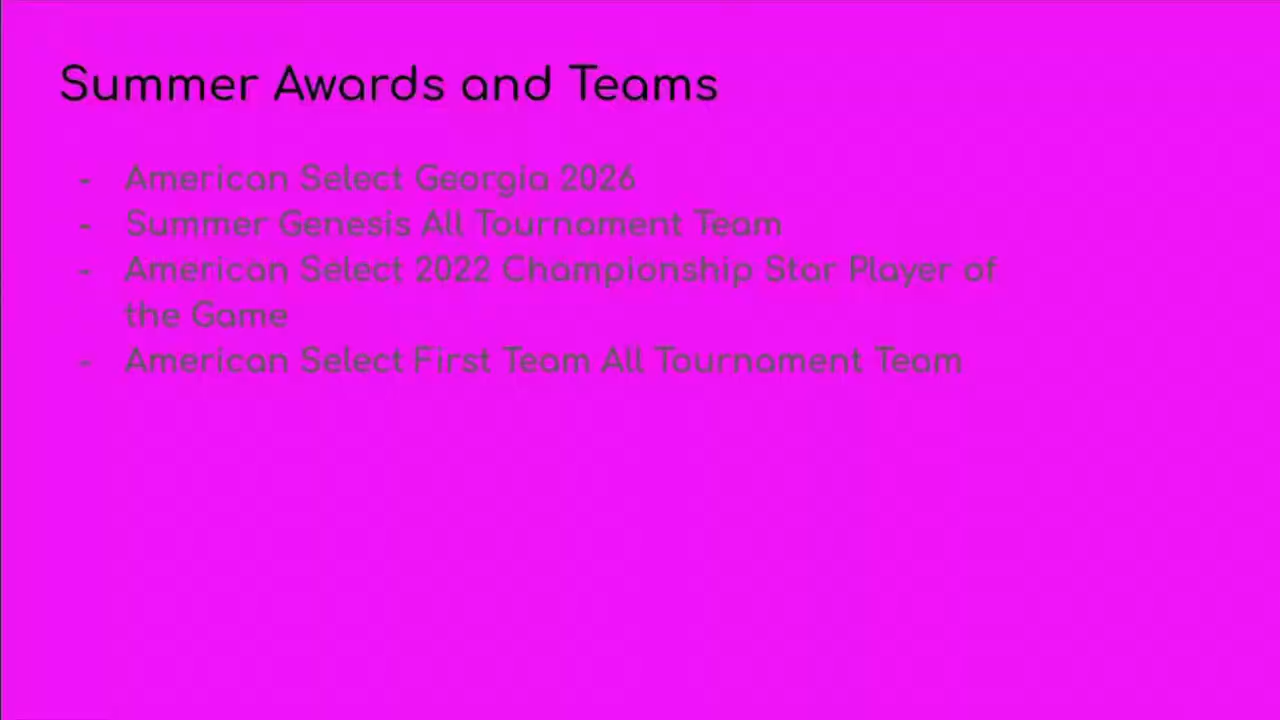 Summer Awards and Teams
- American Select Georgia 2026
- Summer Genesis All Tournament Team
- American Select 2022 Championship Star Player of
the Game
- American Select First Team All Tournament Team